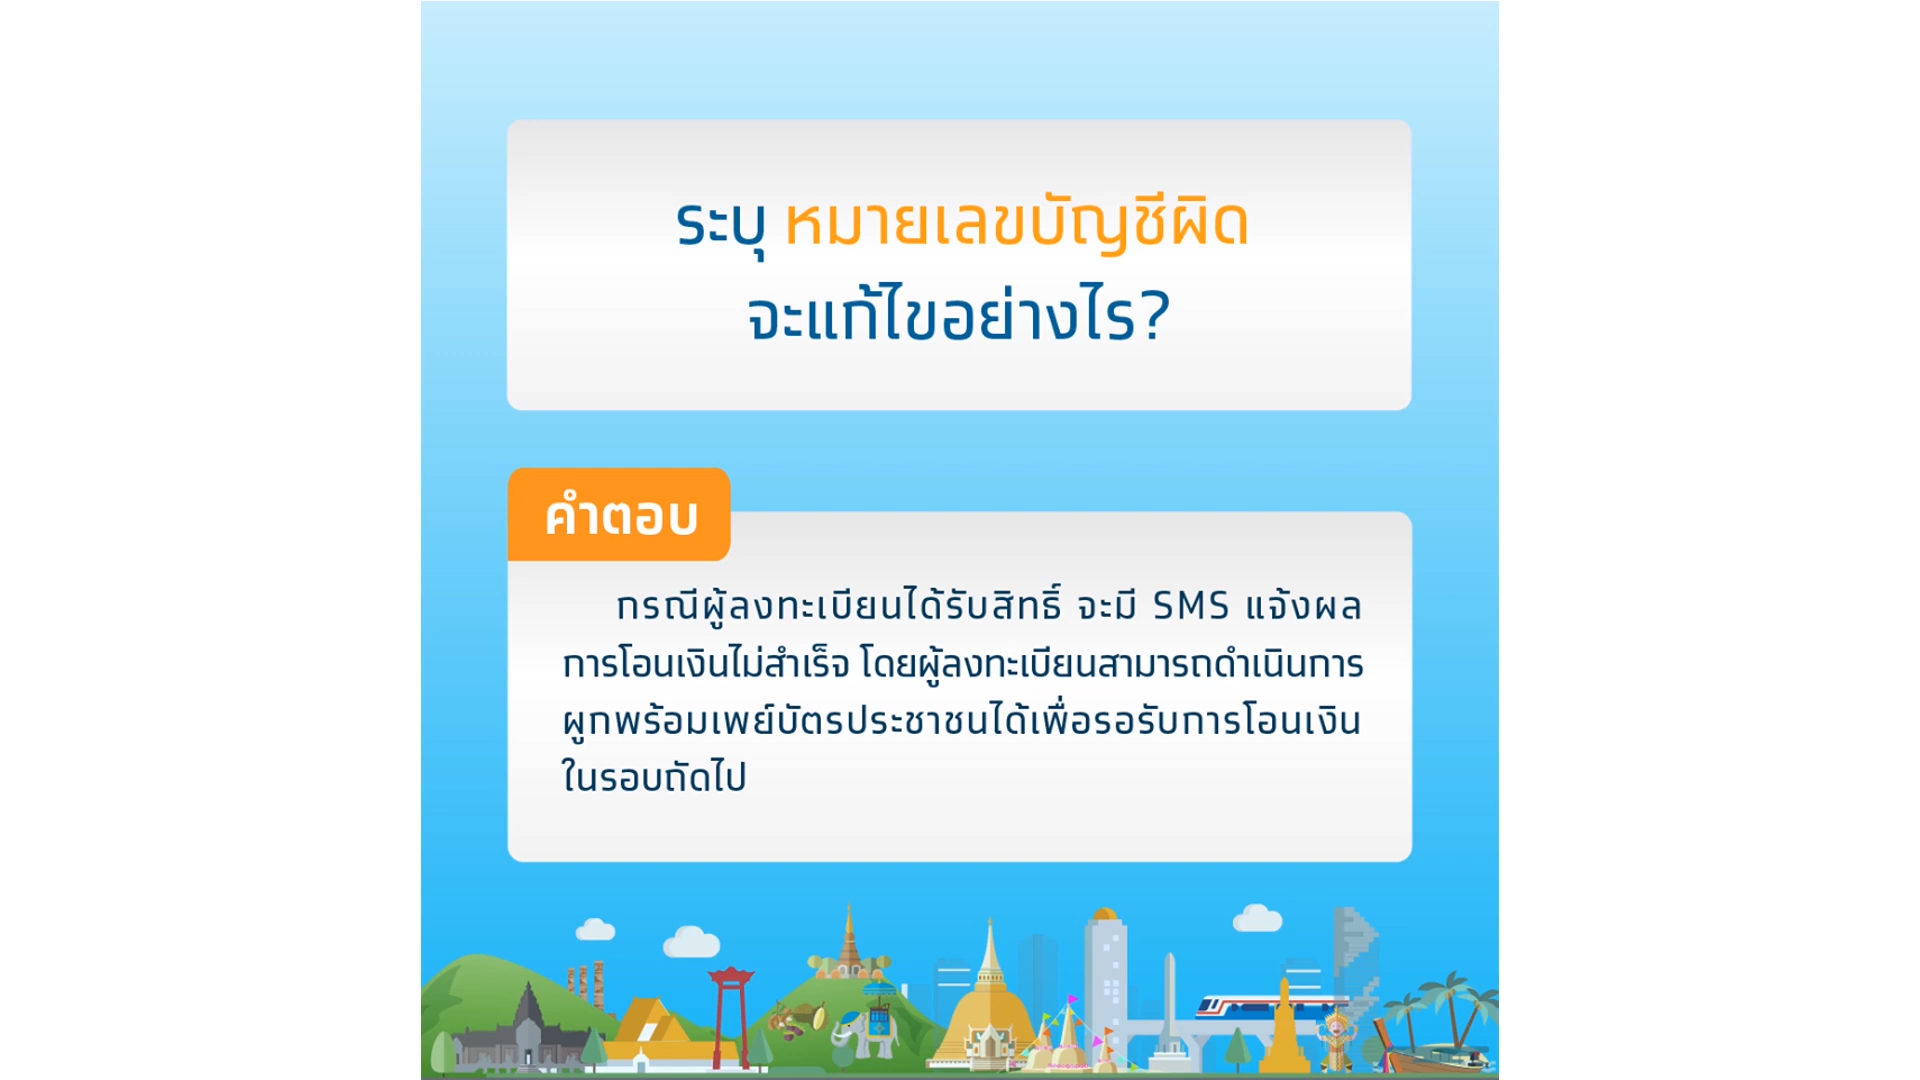 ระบุ หมายเลขบัญชีผิด
จะแก้ไขอย่างไร?
คำตอบ
กรณีผู้ลงทะเบียนได้รับสิทธิ์ จะมี SMS แจ้งผล
การโอนเงินไม่สำเร็จ โดยผู้ลงทะเบียนสามารถดำเนินการ
ผูกพร้อมเพย์บัตรประชาชนได้เพื่อรอรับการโอนเงิน
ในรอบถัดไป